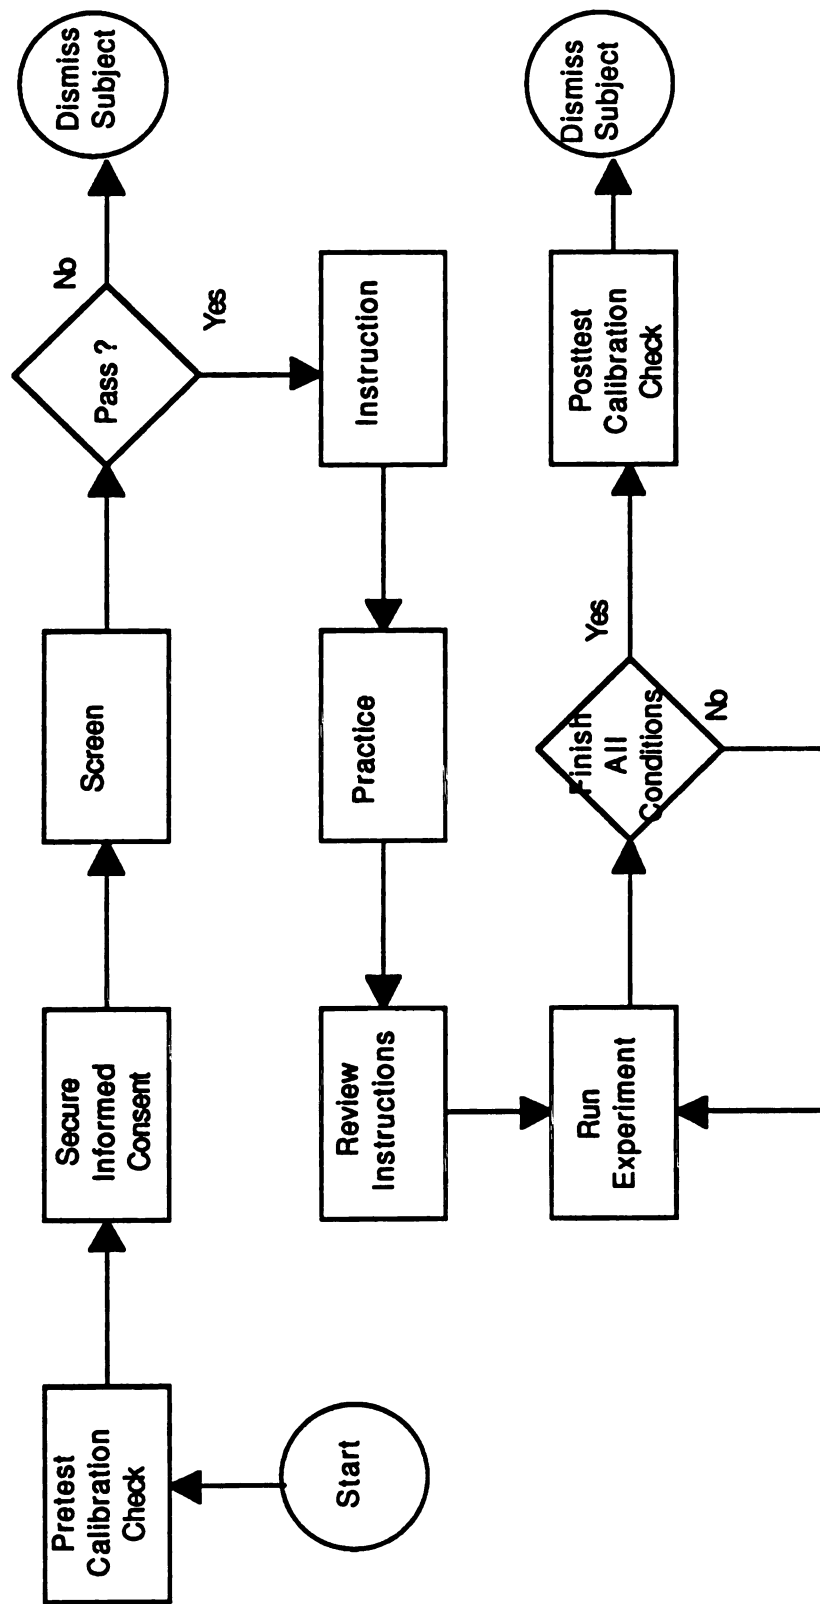 Start
Pretest
Calibration
Check
Secure
Informed
Consent
Screen
Pass ?
No
Dismiss
Subject
Yes
Instruction
Practice
Review
Instructions
Run
Experiment
Finish
All
Conditions
Yes
No
Posttest
Calibration
Check
Dismiss
Subject